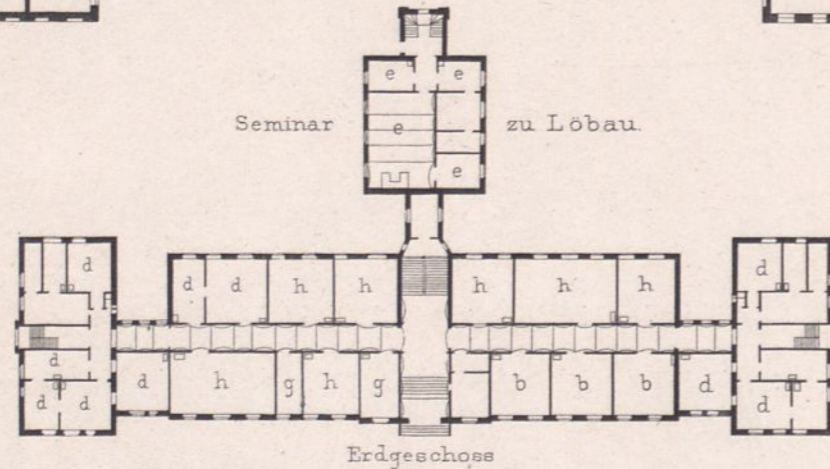 e e
Seminar e zu Löbau.
e
d d
d d h h h h h
d h g h g b b b d
d
d d d
Erdgeschoss